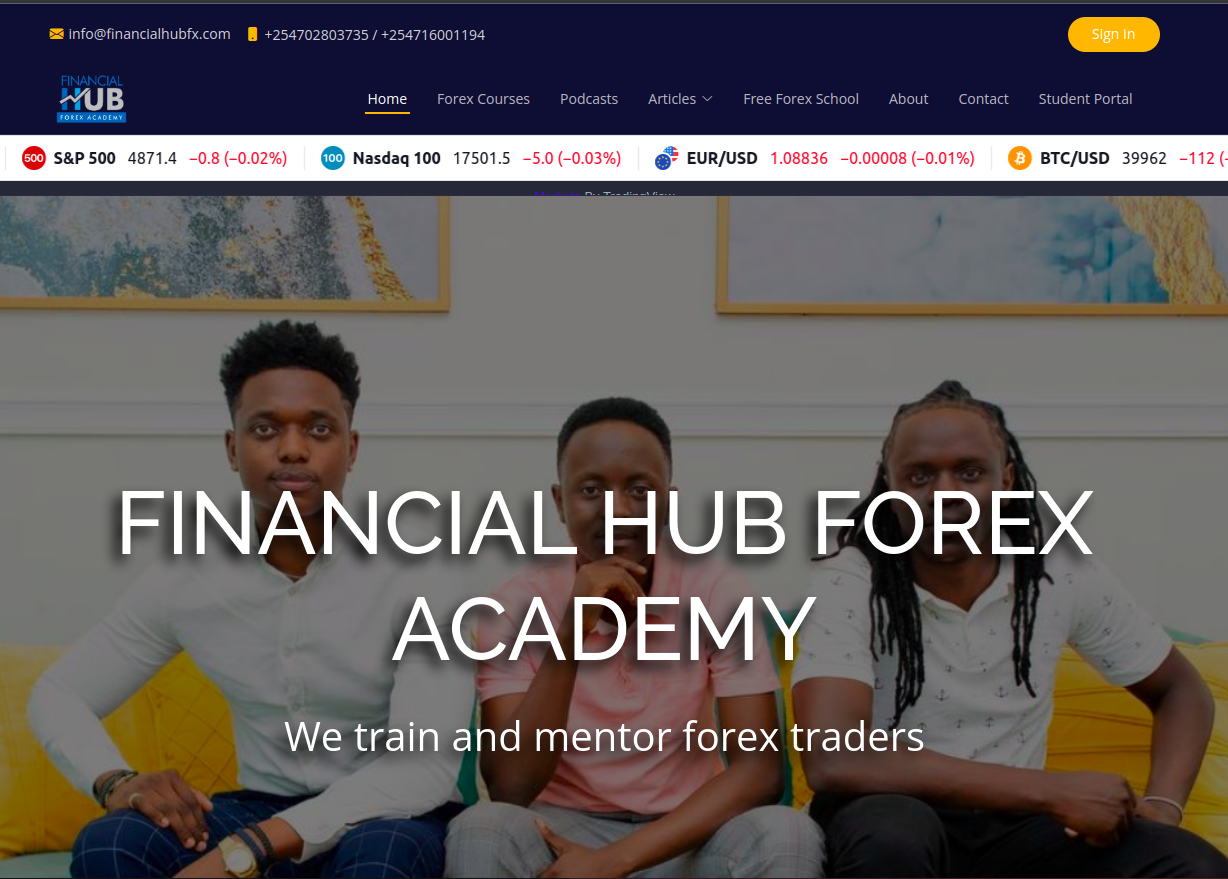 info@financialhubfx.com +254702803735 / +254716001194 Sign In
FINANCIAL
HUB
FOREX ACADEMY
Home Forex Courses Podcasts Articles Free Forex School About Contact Student Portal
500 S&P 500 4871.4 −0.8 (−0.02%) 100 Nasdaq 100 17501.5 −5.0 (−0.03%) EUR/USD 1.08836 −0.00008 (−0.01%) BTC/USD 39962 −112 (−
Markets By TradingView
FINANCIAL HUB FOREX
ACADEMY
We train and mentor forex traders